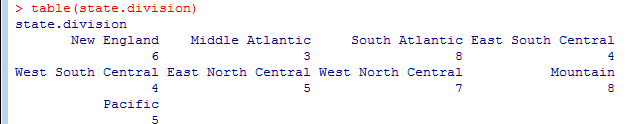 > table(state.division)
state.division
       New England    Middle Atlantic     South Atlantic East South Central
                 6                  3                  8                  4
West South Central East North Central West North Central           Mountain
                 4                  5                  7                  8
           Pacific
                 5